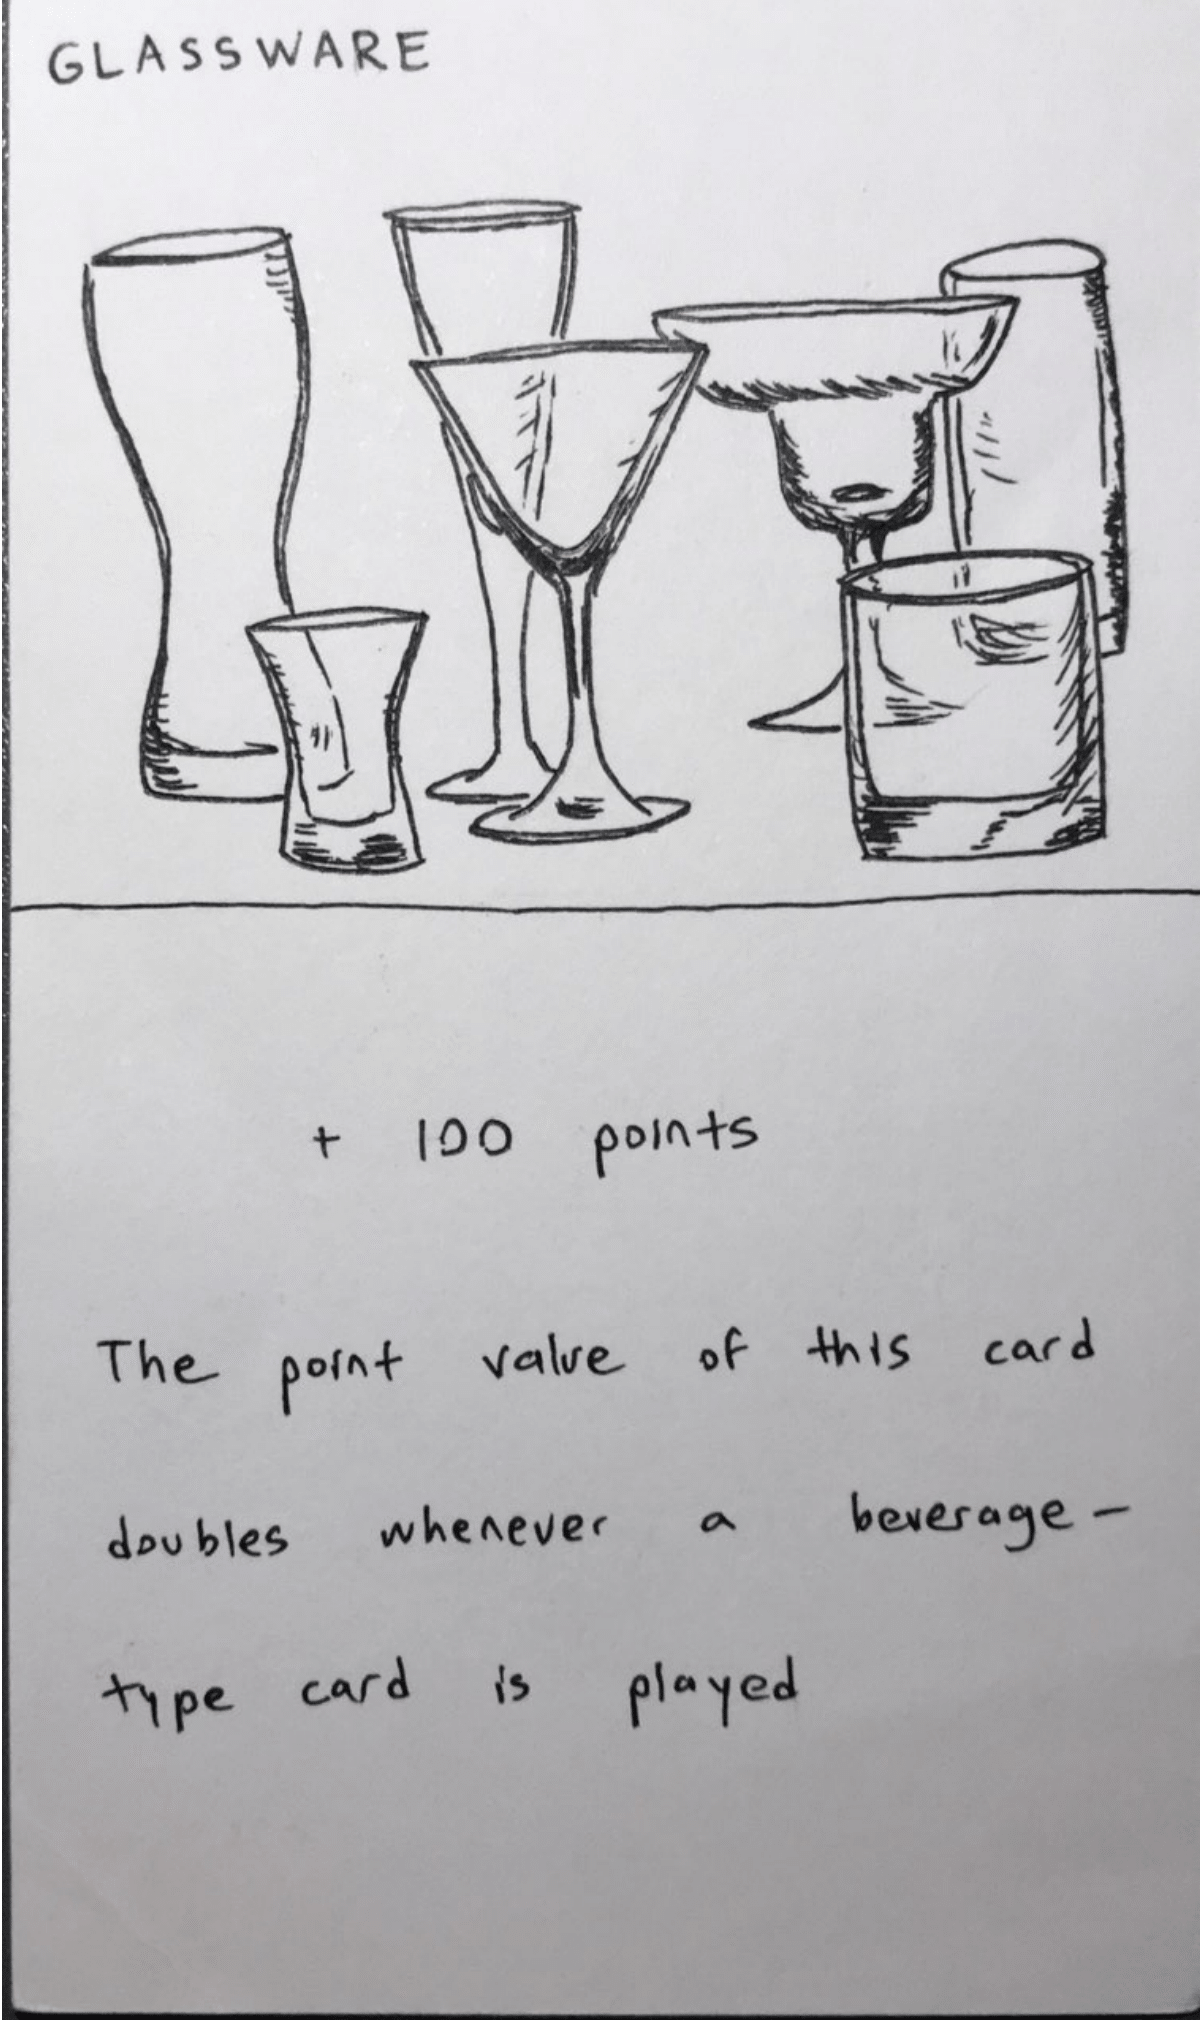 GLASSWARE
+ 100 points
The point value of this card
doubles whenever a beverage-
type card is played